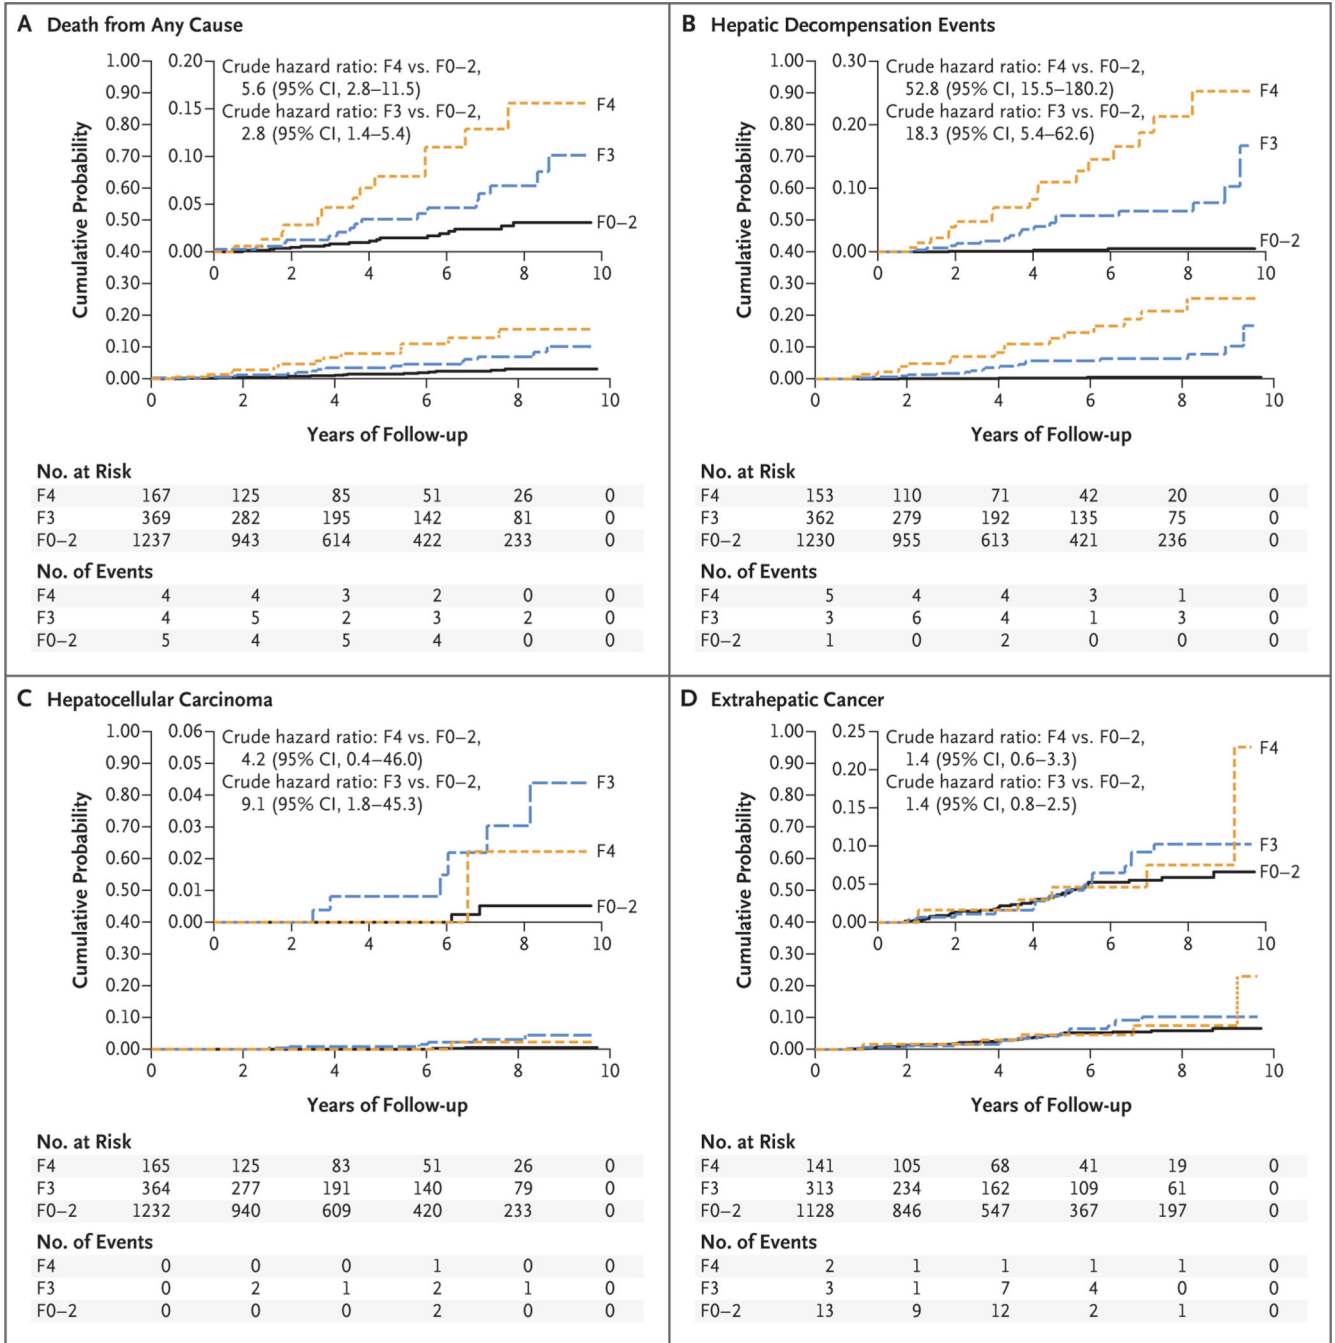 A Death from Any Cause
Cumulative Probability
1.00
0.90
0.80
0.70
0.60
0.50
0.40
0.30
0.20
0.10
0.00
0.20
0.15
0.10
0.05
0.00
Crude hazard ratio: F4 vs. F0–2,
5.6 (95% CI, 2.8–11.5)
Crude hazard ratio: F3 vs. F0–2,
2.8 (95% CI, 1.4–5.4)
F4
F3
F0–2
0 2 4 6 8 10
0 2 4 6 8 10
Years of Follow-up
No. at Risk
F4 167 125 85 51 26 0
F3 369 282 195 142 81 0
F0–2 1237 943 614 422 233 0
No. of Events
F4 4 4 3 2 0 0
F3 4 5 2 3 2 0
F0–2 5 4 5 4 0 0
B Hepatic Decompensation Events
Cumulative Probability
1.00
0.90
0.80
0.70
0.60
0.50
0.40
0.30
0.20
0.10
0.00
0.30
0.20
0.10
0.00
Crude hazard ratio: F4 vs. F0–2,
52.8 (95% CI, 15.5–180.2)
Crude hazard ratio: F3 vs. F0–2,
18.3 (95% CI, 5.4–62.6)
F4
F3
F0–2
0 2 4 6 8 10
0 2 4 6 8 10
Years of Follow-up
No. at Risk
F4 153 110 71 42 20 0
F3 362 279 192 135 75 0
F0–2 1230 955 613 421 236 0
No. of Events
F4 5 4 4 3 1 0
F3 3 6 4 1 3 0
F0–2 1 0 2 0 0 0
C Hepatocellular Carcinoma
Cumulative Probability
1.00
0.90
0.80
0.70
0.60
0.50
0.40
0.30
0.20
0.10
0.00
0.06
0.05
0.04
0.03
0.02
0.01
0.00
Crude hazard ratio: F4 vs. F0–2,
4.2 (95% CI, 0.4–46.0)
Crude hazard ratio: F3 vs. F0–2,
9.1 (95% CI, 1.8–45.3)
F3
F4
F0–2
0 2 4 6 8 10
0 2 4 6 8 10
Years of Follow-up
No. at Risk
F4 165 125 83 51 26 0
F3 364 277 191 140 79 0
F0–2 1232 940 609 420 233 0
No. of Events
F4 0 0 0 1 0 0
F3 0 2 1 2 1 0
F0–2 0 0 0 2 0 0
D Extrahepatic Cancer
Cumulative Probability
1.00
0.90
0.80
0.70
0.60
0.50
0.40
0.30
0.20
0.10
0.00
0.25
0.20
0.15
0.10
0.05
0.00
Crude hazard ratio: F4 vs. F0–2,
1.4 (95% CI, 0.6–3.3)
Crude hazard ratio: F3 vs. F0–2,
1.4 (95% CI, 0.8–2.5)
F4
F3
F0–2
0 2 4 6 8 10
0 2 4 6 8 10
Years of Follow-up
No. at Risk
F4 141 105 68 41 19 0
F3 313 234 162 109 61 0
F0–2 1128 846 547 367 197 0
No. of Events
F4 2 1 1 1 1 0
F3 3 1 7 4 0 0
F0–2 13 9 12 2 1 0